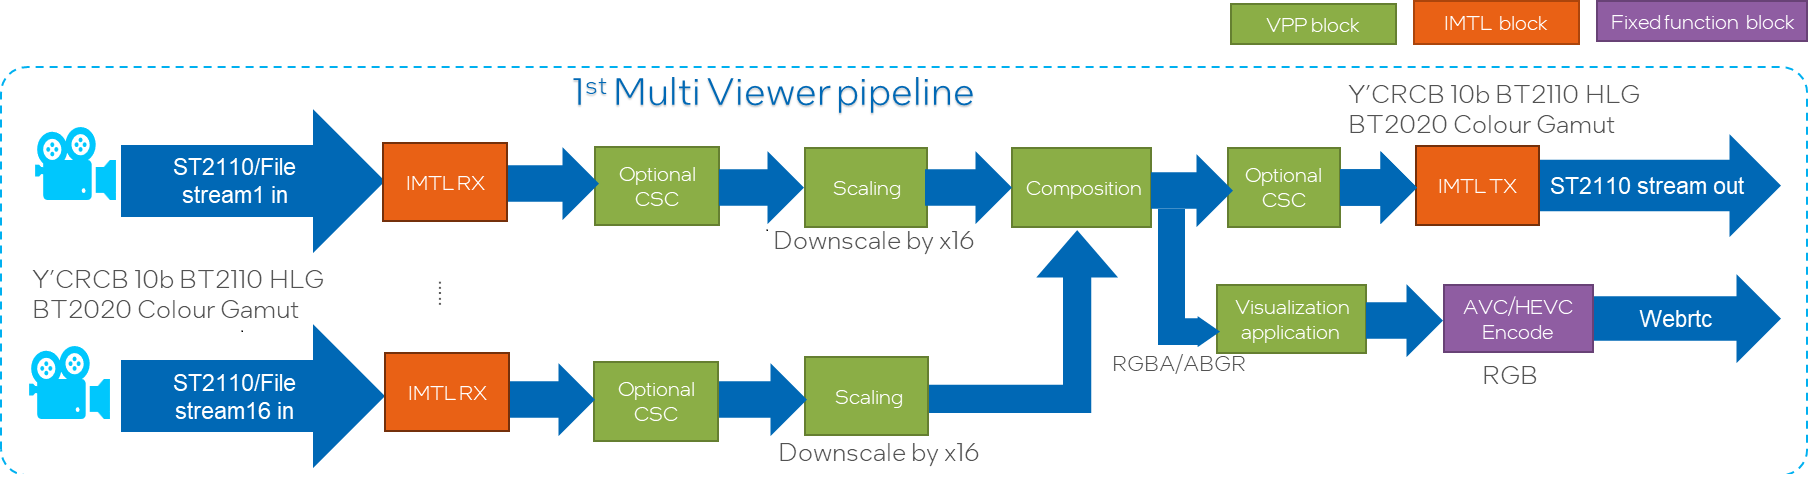 VPP block
IMTL block
Fixed function block
1st Multi Viewer pipeline
Y'CRCB 10b BT2110 HLG
BT2020 Colour Gamut
ST2110/File
stream1 in
IMTL RX
Optional
CSC
Scaling
Composition
Optional
CSC
IMTL TX
ST2110 stream out
Downscale by x16
Y'CRCB 10b BT2110 HLG
BT2020 Colour Gamut
Visualization
application
AVC/HEVC
Encode
Webrtc
RGBA/ABGR
RGB
ST2110/File
stream16 in
IMTL RX
Optional
CSC
Scaling
Downscale by x16